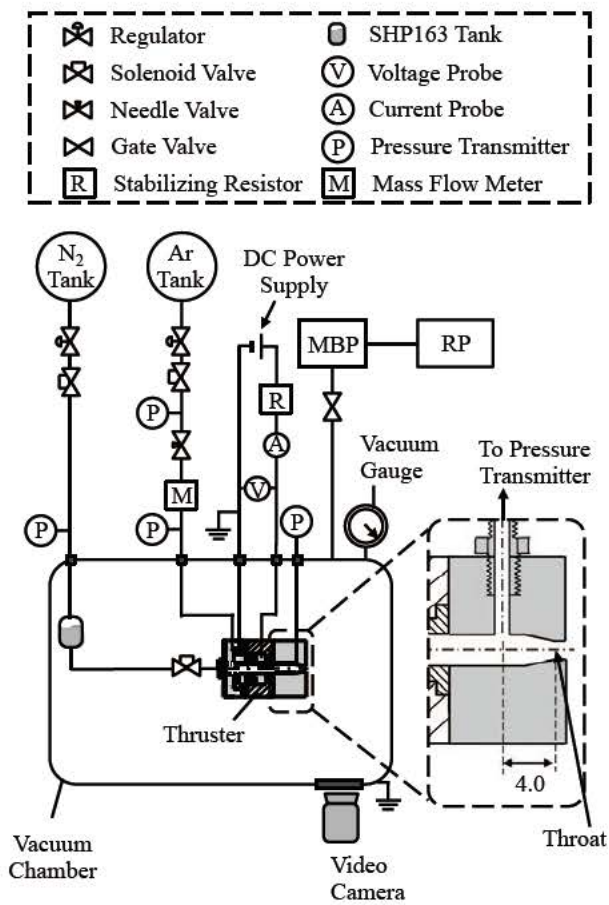 Regulator
Solenoid Valve
Needle Valve
Gate Valve
R Stabilizing Resistor
SHP163 Tank
V Voltage Probe
A Current Probe
P Pressure Transmitter
M Mass Flow Meter
N2
Tank
Ar
Tank
DC Power
Supply
MBP
RP
P
R
A
Vacuum
Gauge
To Pressure
Transmitter
M
V
P
P
P
Thruster
4.0
Throat
Vacuum
Chamber
Video
Camera